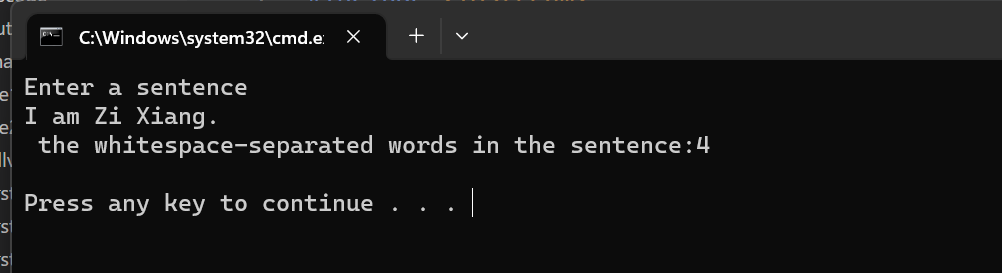 C:\Windows\system32\cmd.e
Enter a sentence
I am Zi Xiang.
 the whitespace-separated words in the sentence:4
Press any key to continue . . .